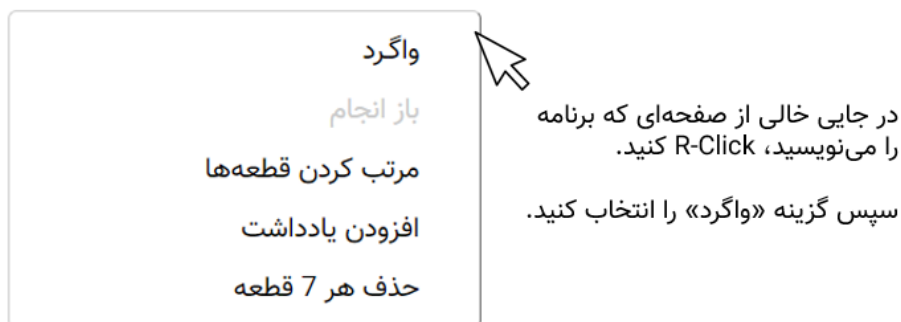 واگرد
باز انجام
مرتب کردن قطعه‌ها
افزودن یادداشت
حذف هر 7 قطعه
در جایی خالی از صفحه‌ای که برنامه
را می‌نویسید، R-Click کنید.
سپس گزینه «واگرد» را انتخاب کنید.